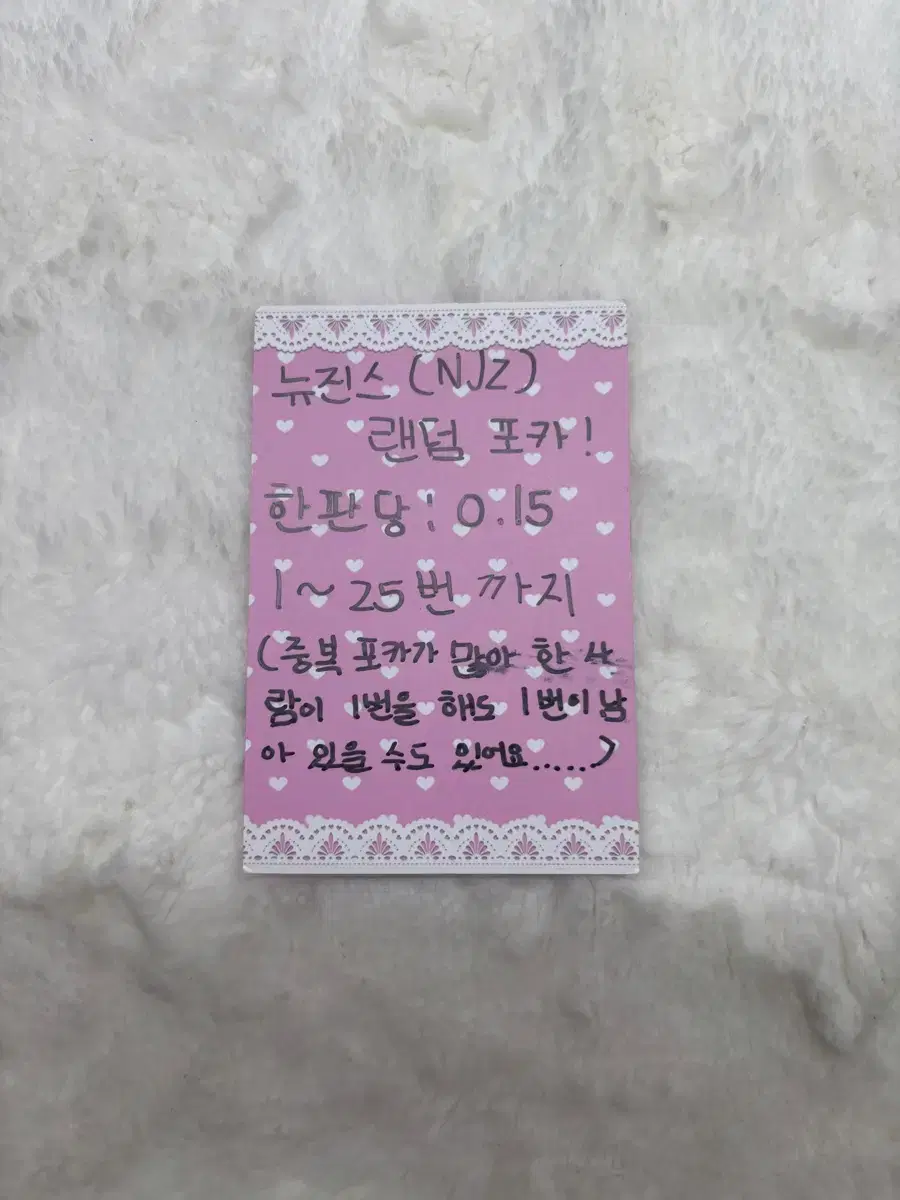 뉴진스 (NJZ)
랜덤 포카!
한판당! 0.15
1~25번 까지
(중복 포카가 많아 한 사
람이 1번을 해도 1번이 남
아 있을 수도 있어요.....)